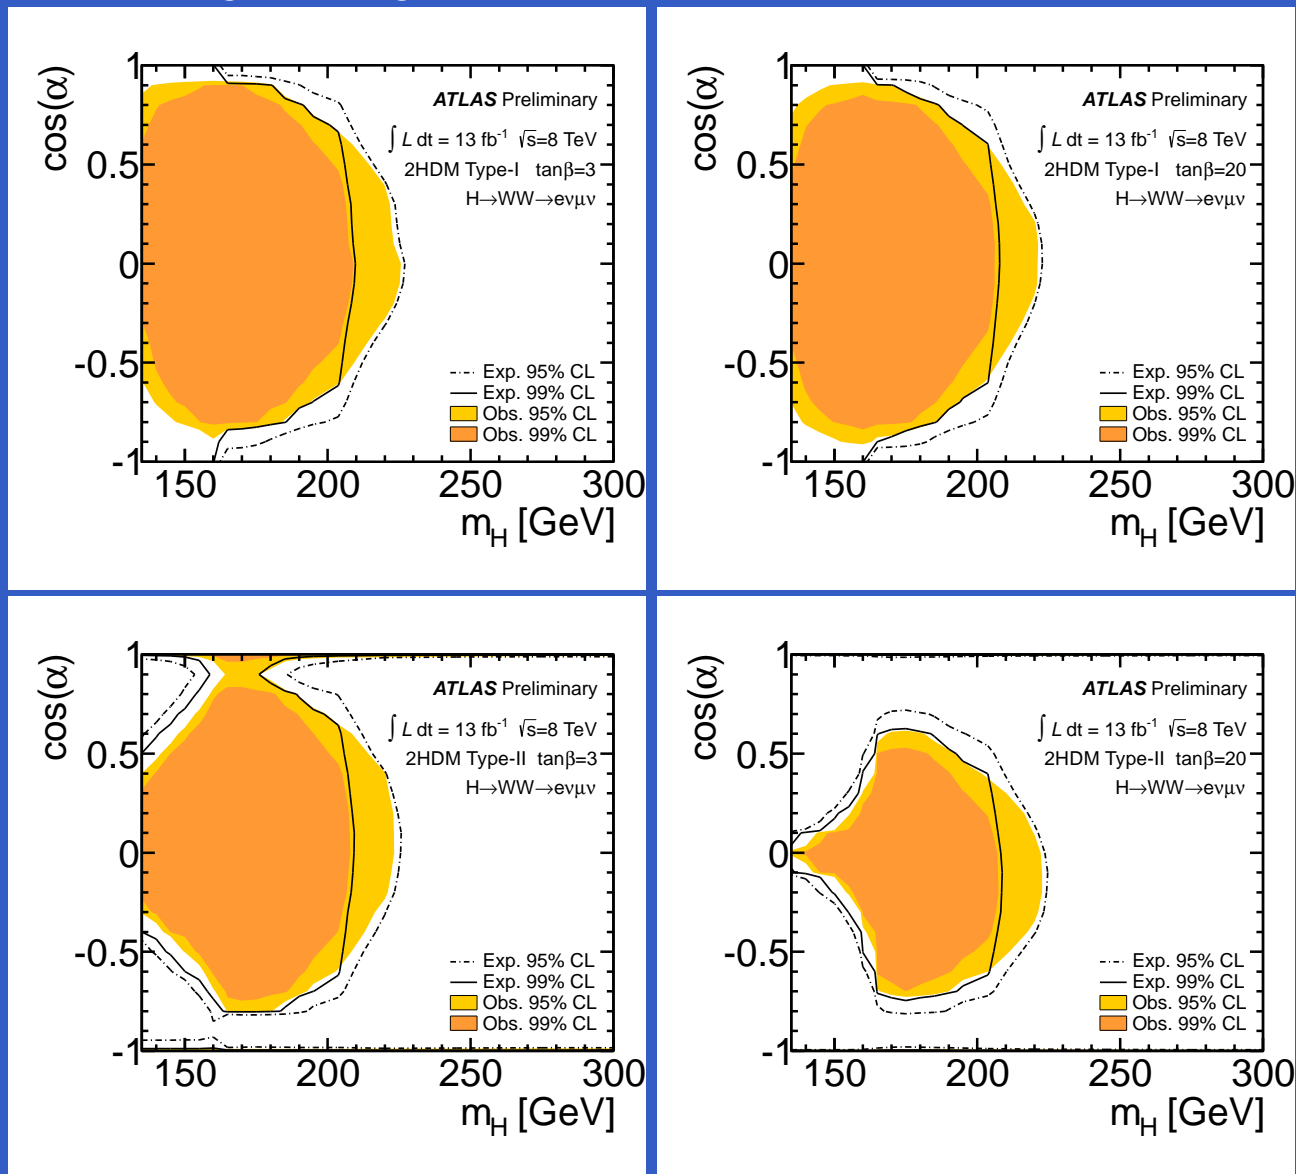 1
0.5
0
-0.5
-1
cos(α)
ATLAS Preliminary
∫ L dt = 13 fb⁻¹ √s=8 TeV
2HDM Type-I tanβ=3
H→WW→eνμν
Exp. 95% CL
Exp. 99% CL
Obs. 95% CL
Obs. 99% CL
150 200 250 300
m_H [GeV]
1
0.5
0
-0.5
-1
cos(α)
ATLAS Preliminary
∫ L dt = 13 fb⁻¹ √s=8 TeV
2HDM Type-I tanβ=20
H→WW→eνμν
Exp. 95% CL
Exp. 99% CL
Obs. 95% CL
Obs. 99% CL
150 200 250 300
m_H [GeV]
1
0.5
0
-0.5
-1
cos(α)
ATLAS Preliminary
∫ L dt = 13 fb⁻¹ √s=8 TeV
2HDM Type-II tanβ=3
H→WW→eνμν
Exp. 95% CL
Exp. 99% CL
Obs. 95% CL
Obs. 99% CL
150 200 250 300
m_H [GeV]
1
0.5
0
-0.5
-1
cos(α)
ATLAS Preliminary
∫ L dt = 13 fb⁻¹ √s=8 TeV
2HDM Type-II tanβ=20
H→WW→eνμν
Exp. 95% CL
Exp. 99% CL
Obs. 95% CL
Obs. 99% CL
150 200 250 300
m_H [GeV]